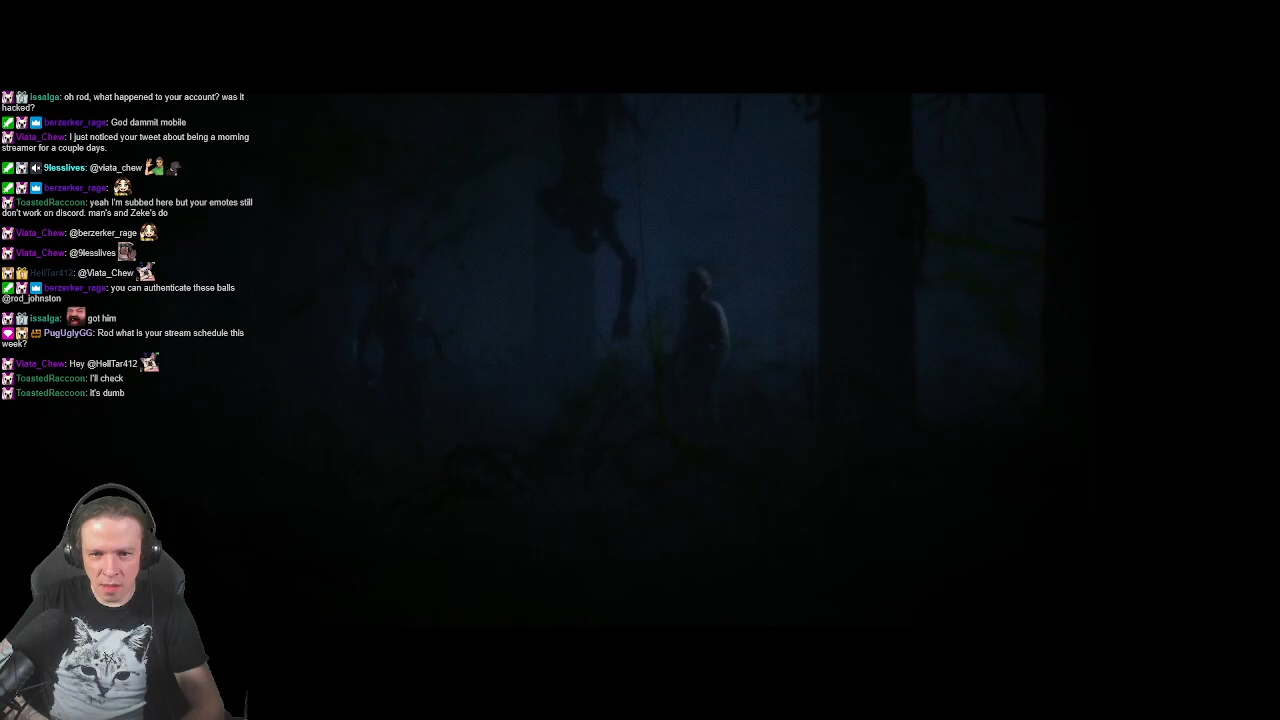 Issalga: oh rod, what happened to your account? was it
hacked?
berzerker_rage: God dammit mobile
Viata_Chew: I just noticed your tweet about being a morning
streamer for a couple days.
9lesslives: @viata_chew
berzerker_rage:
ToastedRaccoon: yeah I'm subbed here but your emotes still
don't work on discord. man's and Zeke's do
Viata_Chew: @berzerker_rage
Viata_Chew: @9lesslives
HellTar412: @Viata_Chew
berzerker_rage: you can authenticate these balls
@rod_johnston
issalga: got him
PugUglyGG: Rod what is your stream schedule this
week?
Viata_Chew: Hey @HellTar412
ToastedRaccoon: I'll check
ToastedRaccoon: It's dumb